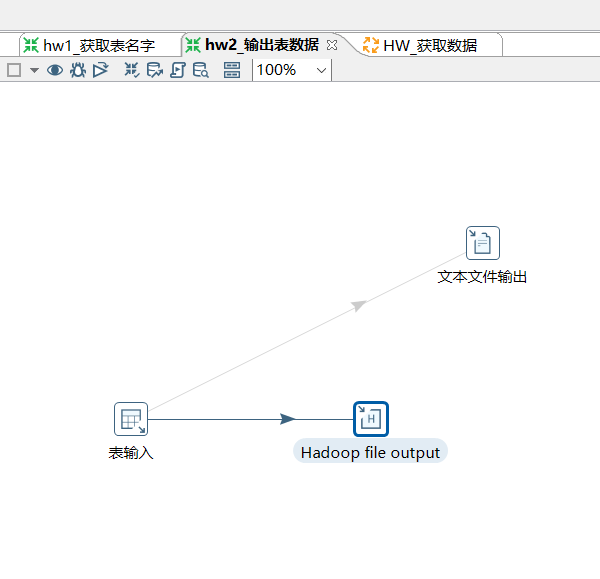 hw1_获取表名字 hw2_输出表数据 HW_获取数据
100%
文本文件输出
H
表输入
Hadoop file output